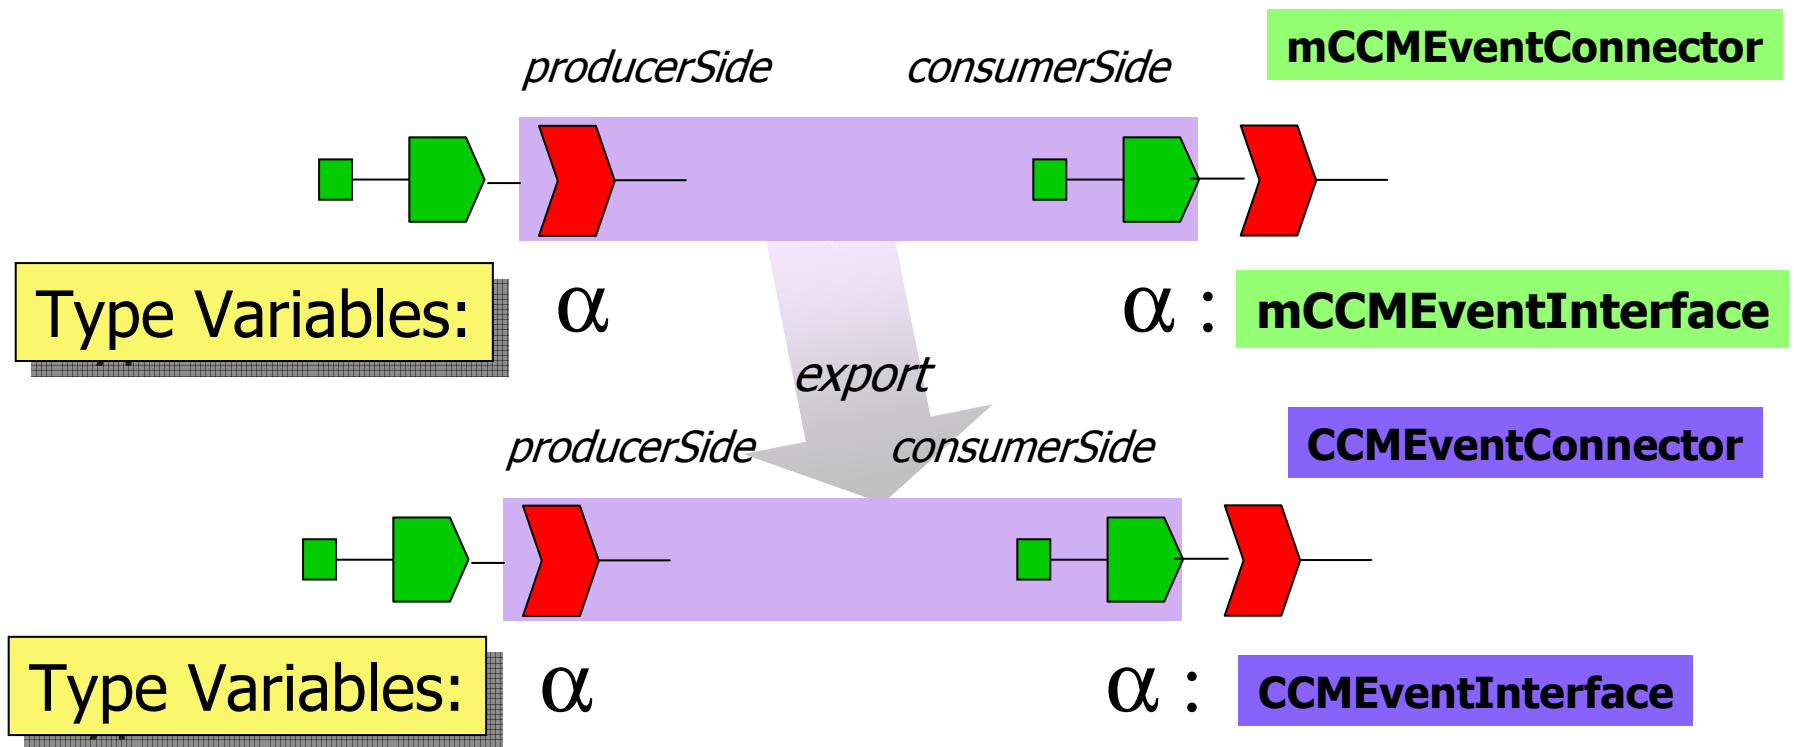 mCCMEventConnector
producerSide consumerSide
Type Variables: α α : mCCMEventInterface
export
producerSide consumerSide CCMEventConnector
Type Variables: α α : CCMEventInterface